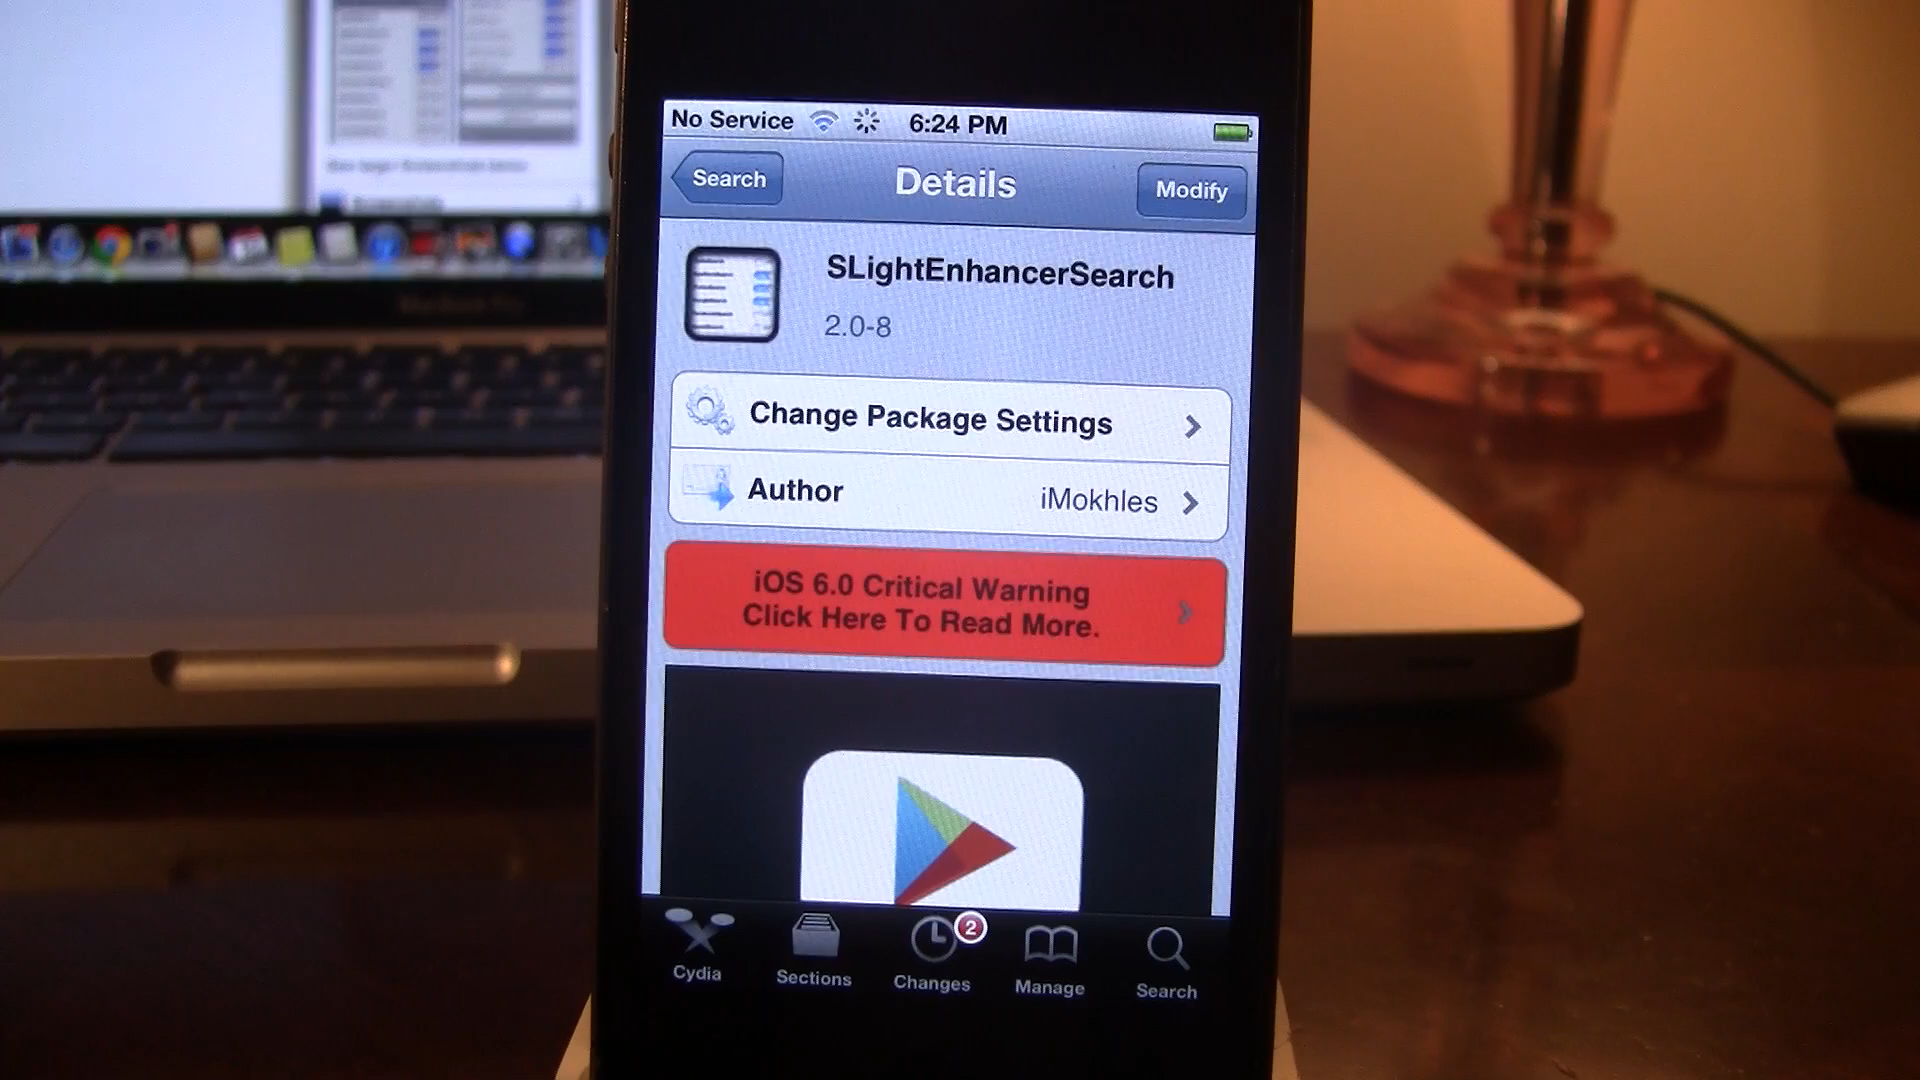 No Service 6:24 PM
Search Details Modify
SLightEnhancerSearch
2.0-8
Change Package Settings
Author iMokhles
iOS 6.0 Critical Warning
Click Here To Read More.
2
Cydia Sections Changes Manage Search